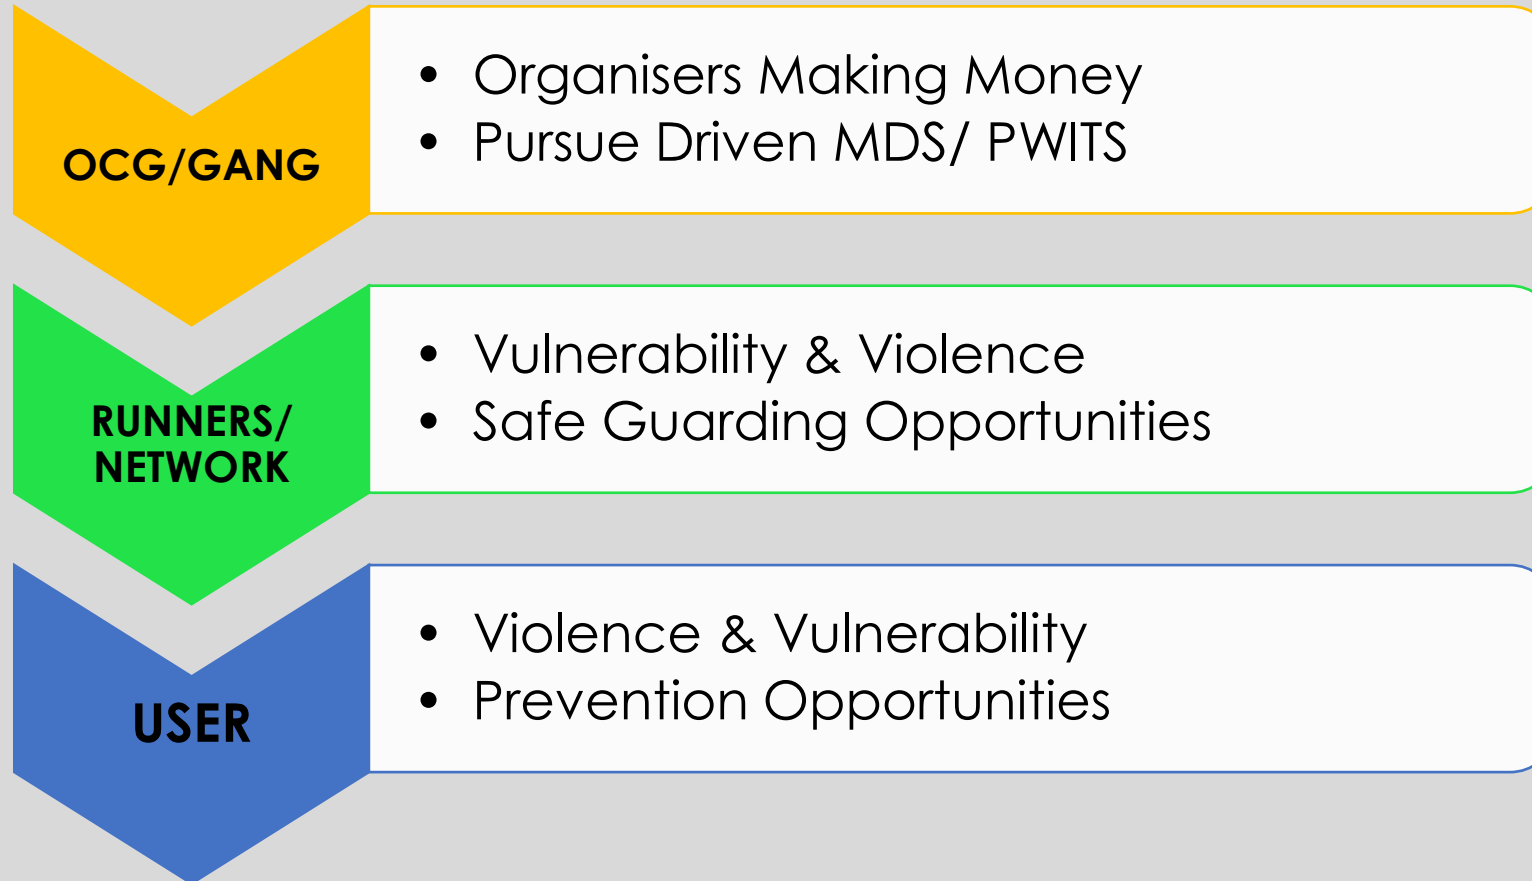 OCG/GANG
• Organisers Making Money
• Pursue Driven MDS/ PWITS
RUNNERS/
NETWORK
• Vulnerability & Violence
• Safe Guarding Opportunities
USER
• Violence & Vulnerability
• Prevention Opportunities